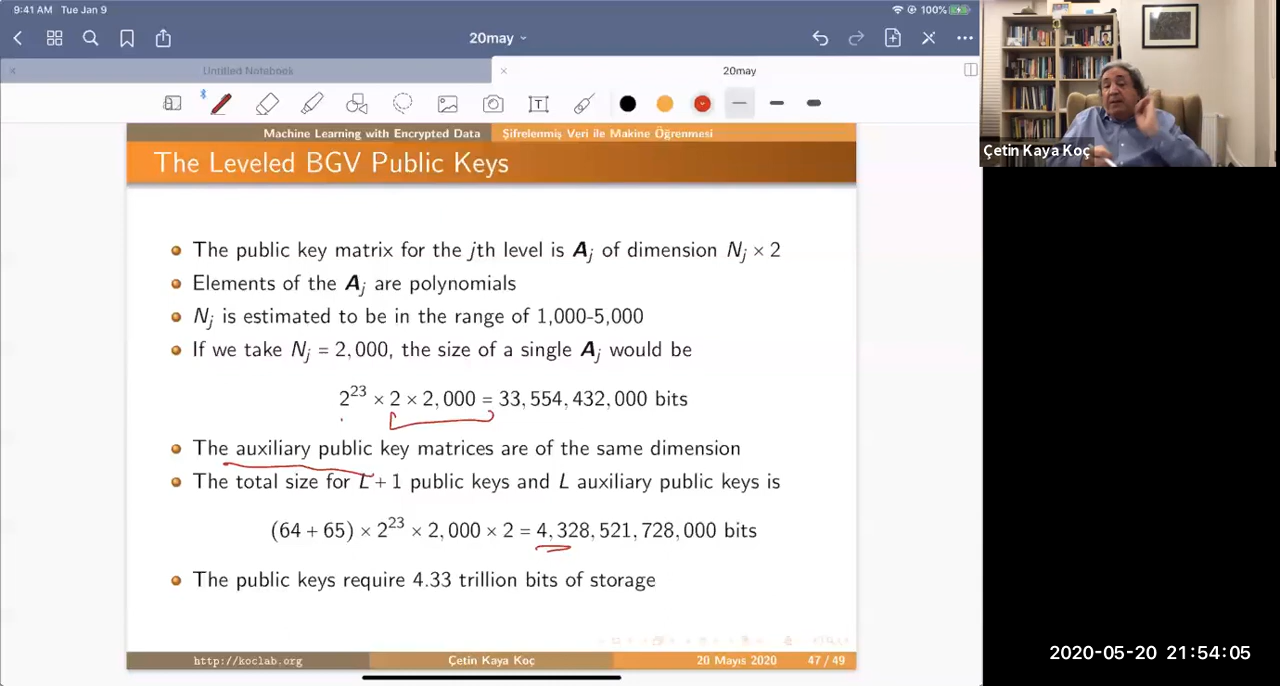 9:41 AM Tue Jan 9
100%
20may
Untitled Notebook
20may
T
Machine Learning with Encrypted Data Şifrelenmiş Veri ile Makine Öğrenmesi
The Leveled BGV Public Keys
The public key matrix for the jth level is Aⱼ of dimension Nⱼ × 2
Elements of the Aⱼ are polynomials
Nⱼ is estimated to be in the range of 1,000-5,000
If we take Nⱼ = 2,000, the size of a single Aⱼ would be
2²³ × 2 × 2,000 = 33,554,432,000 bits
The auxiliary public key matrices are of the same dimension
The total size for L + 1 public keys and L auxiliary public keys is
(64 + 65) × 2²³ × 2,000 × 2 = 4,328,521,728,000 bits
The public keys require 4.33 trillion bits of storage
http://koclab.org Çetin Kaya Koç 20 Mayıs 2020 47 / 49
Çetin Kaya Koç
2020-05-20 21:54:05